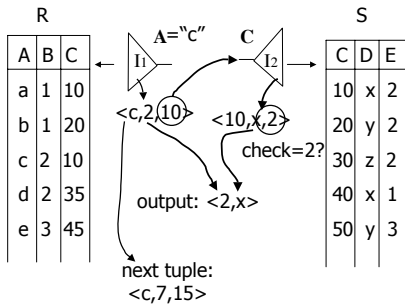 R
S
A B C
a 1 10
b 1 20
c 2 10
d 2 35
e 3 45
A="c"
C
I1
I2
<c,2,10>
<10,x,2>
check=2?
output: <2,x>
next tuple:
<c,7,15>
C D E
10 x 2
20 y 2
30 z 2
40 x 1
50 y 3